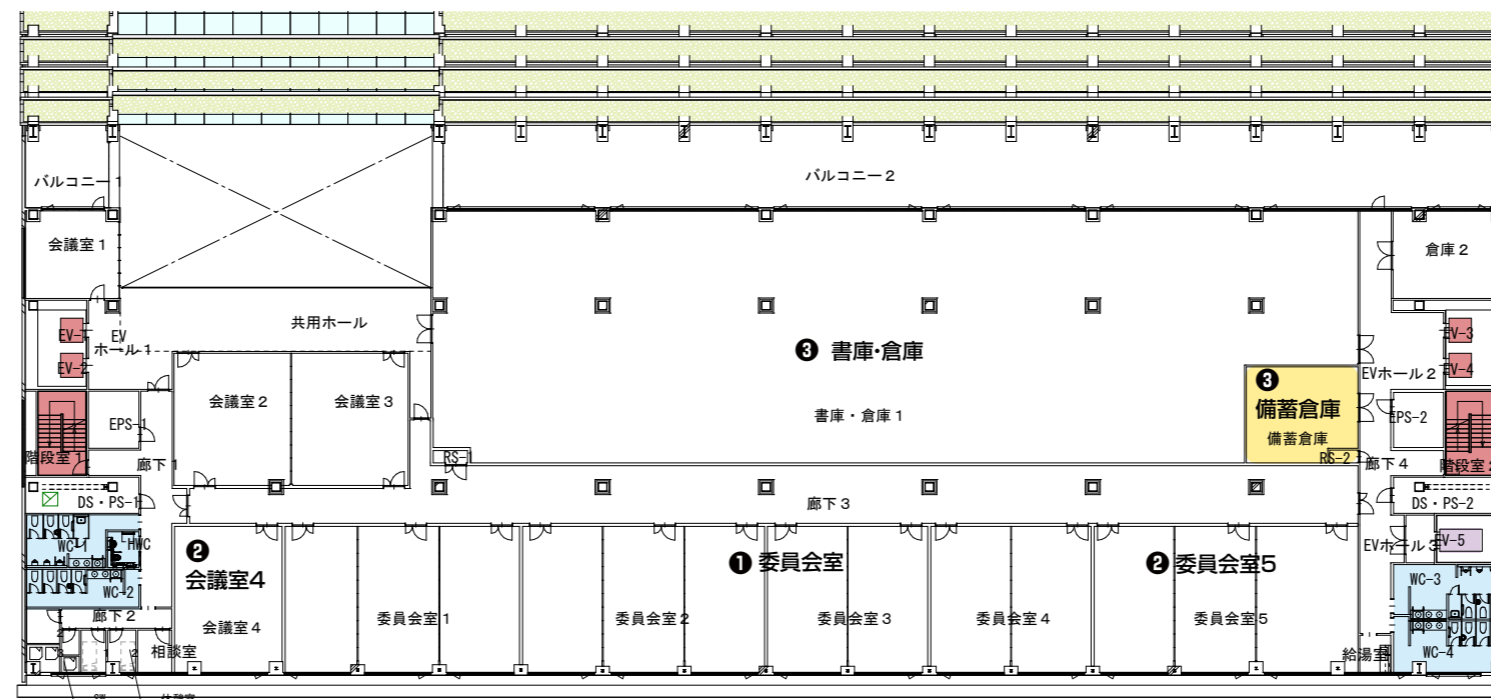 バルコニー1
バルコニー2
会議室1
倉庫2
共用ホール
EV-1
EV
ホール1
EV-2
EV-3
EV-4
EVホール2
❸ 書庫・倉庫
書庫・倉庫1
❸
備蓄倉庫
備蓄倉庫
会議室2
会議室3
EPS-1
EPS-2
階段室1
廊下1
RS-
RS-2
廊下4
階段室2
DS・PS-1
廊下3
DS・PS-2
WC-1
HWC
WC-2
EVホール3
EV-5
❷
会議室4
❶ 委員会室
❷ 委員会室5
WC-3
廊下2
会議室4
委員会室1
委員会室2
委員会室3
委員会室4
委員会室5
相談室
給湯室
WC-4
1
2
3
1
2
休憩室